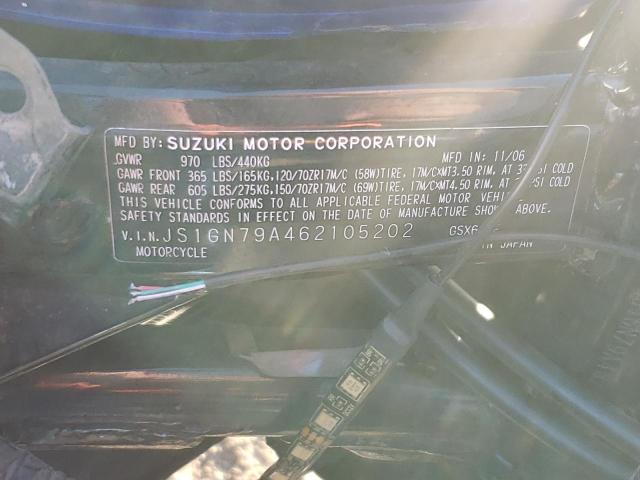 MFD BY: SUZUKI MOTOR CORPORATION
GVWR 970 LBS/440KG MFD IN: 11/06
GAWR FRONT 365 LBS/165KG,120/70ZR17M/C (58W)TIRE, 17M/CXMT3.50 RIM, AT COLD
GAWR REAR 605 LBS/275KG,150/70ZR17M/C (69W)TIRE, 17M/CXMT4.50 RIM, AT COLD
THIS VEHICLE CONFORMS TO ALL APPLICABLE FEDERAL MOTOR
SAFETY STANDARDS IN EFFECT ON THE DATE OF MANUFACTURE ABOVE.
V.I.N. JS1GN79A462105202
MOTORCYCLE IN JAPAN